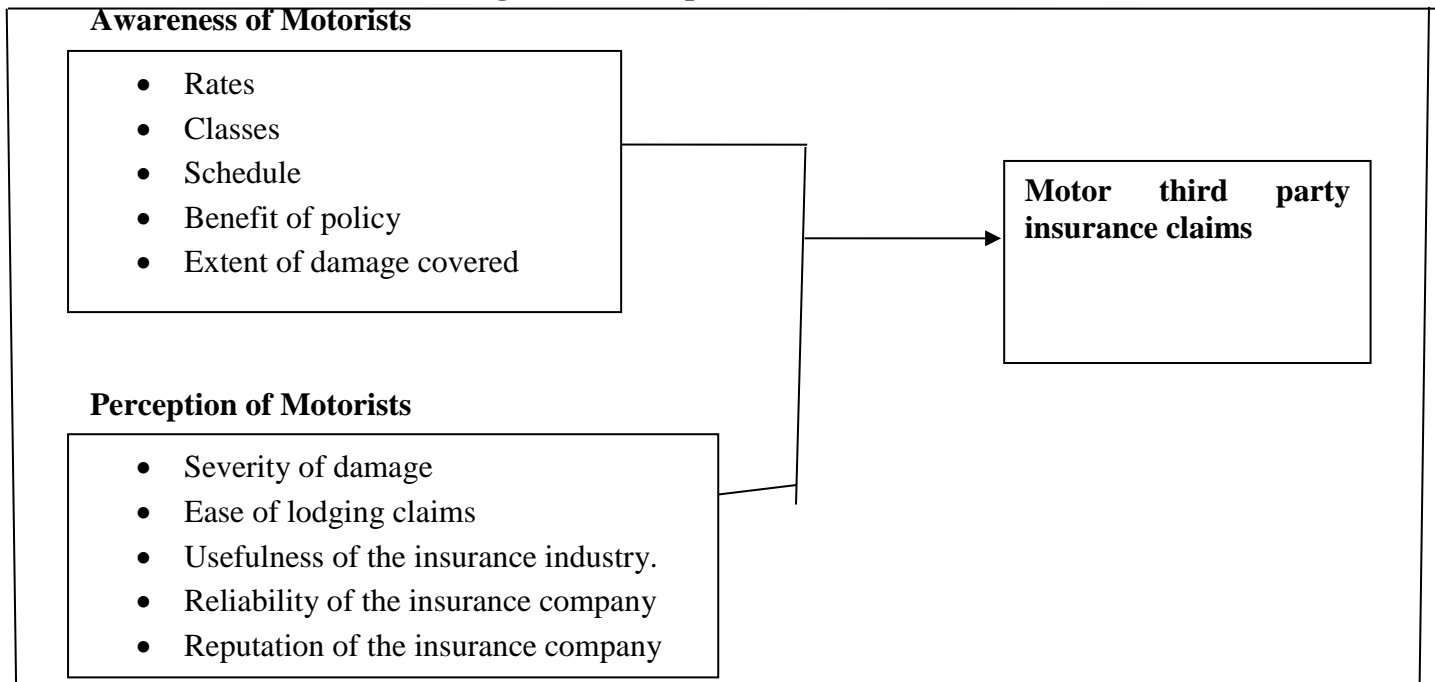 Awareness of Motorists
• Rates
• Classes
• Schedule
• Benefit of policy
• Extent of damage covered
Motor third party
insurance claims
Perception of Motorists
• Severity of damage
• Ease of lodging claims
• Usefulness of the insurance industry.
• Reliability of the insurance company
• Reputation of the insurance company